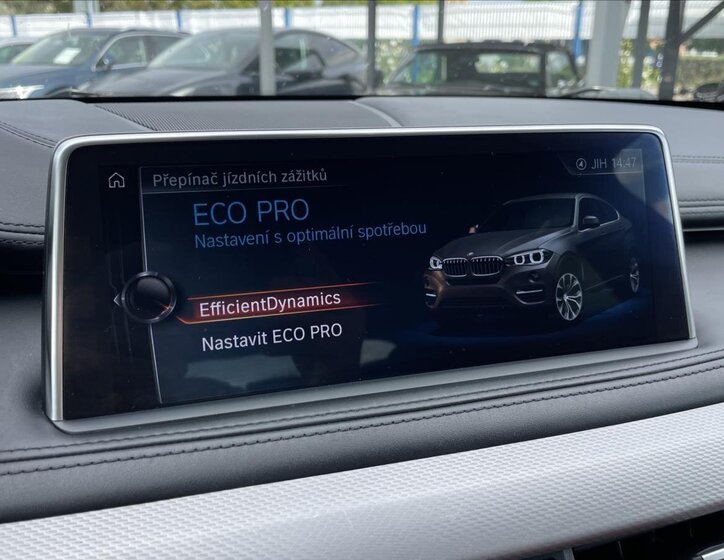 Přepínač jízdních zážitků
JIH 14:47
ECO PRO
Nastavení s optimální spotřebou
EfficientDynamics
Nastavit ECO PRO